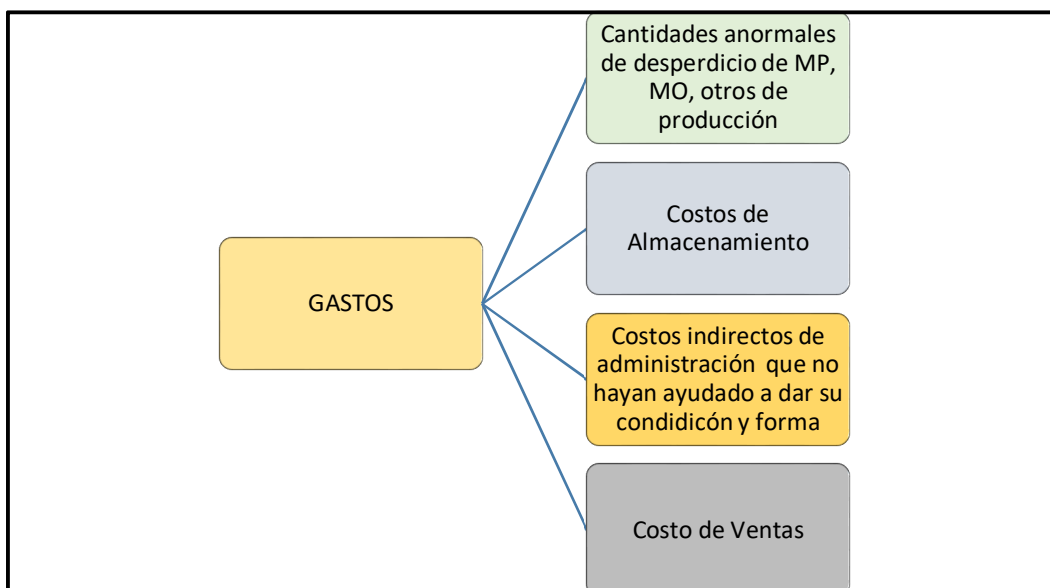 Cantidades anormales
de desperdicio de MP,
MO, otros de
producción
Costos de
Almacenamiento
GASTOS
Costos indirectos de
administración que no
hayan ayudado a dar su
condidicón y forma
Costo de Ventas